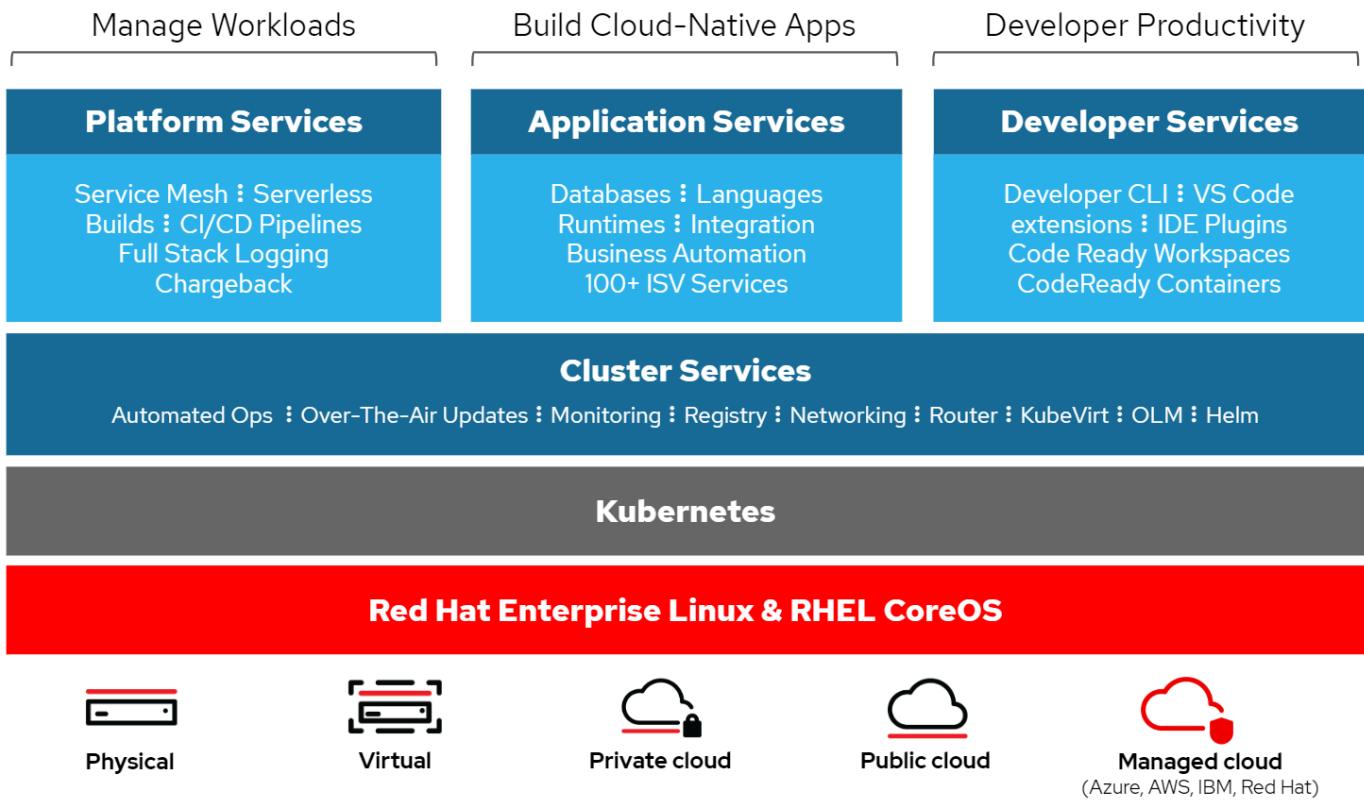 Manage Workloads
Build Cloud-Native Apps
Developer Productivity
Platform Services
Service Mesh ⋮ Serverless
Builds ⋮ CI/CD Pipelines
Full Stack Logging
Chargeback
Application Services
Databases ⋮ Languages
Runtimes ⋮ Integration
Business Automation
100+ ISV Services
Developer Services
Developer CLI ⋮ VS Code
extensions ⋮ IDE Plugins
Code Ready Workspaces
CodeReady Containers
Cluster Services
Automated Ops ⋮ Over-The-Air Updates ⋮ Monitoring ⋮ Registry ⋮ Networking ⋮ Router ⋮ KubeVirt ⋮ OLM ⋮ Helm
Kubernetes
Red Hat Enterprise Linux & RHEL CoreOS
Physical
Virtual
Private cloud
Public cloud
Managed cloud
(Azure, AWS, IBM, Red Hat)